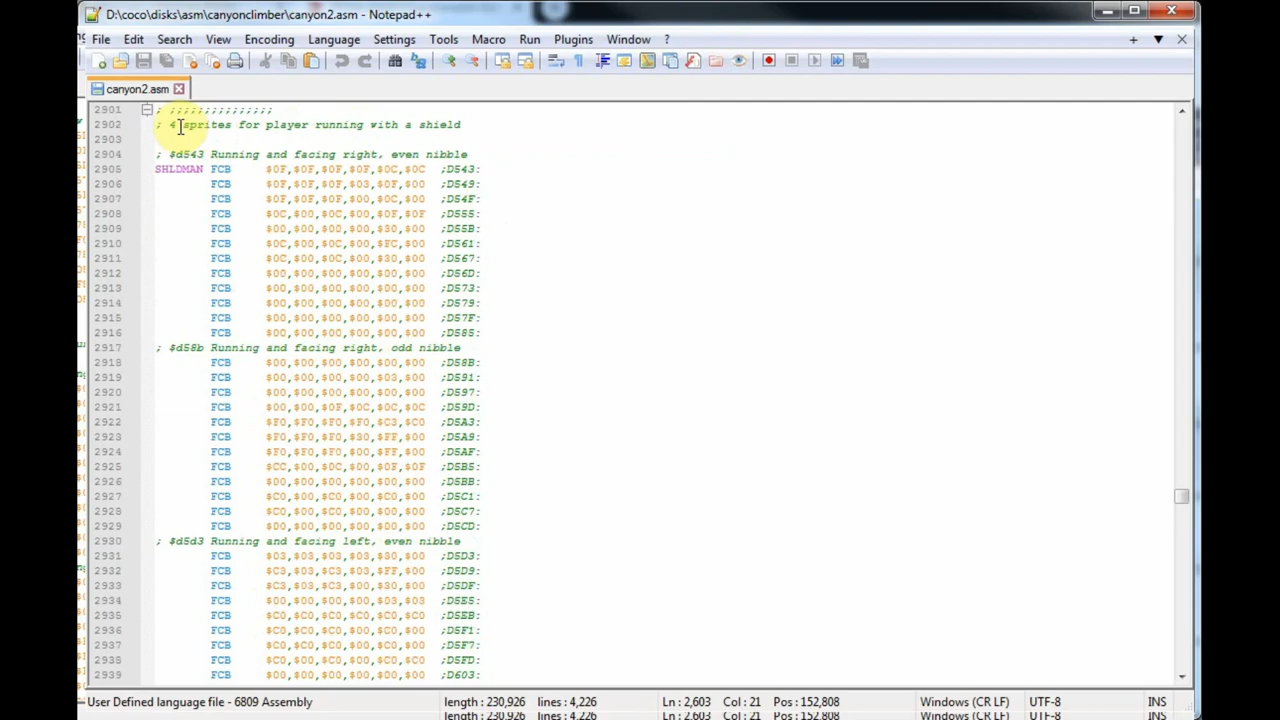 D:\coco\disks\asm\canyonclimber\canyon2.asm - Notepad++
File Edit Search View Encoding Language Settings Tools Macro Run Plugins Window ?
canyon2.asm
2901 ; ;;;;;;;;;;;;;;;
2902 ; 4 sprites for player running with a shield
2903
2904 ; $d543 Running and facing right, even nibble
2905 SHLDMAN FCB $0F,$0F,$0F,$0F,$0C,$0C ;D543:
2906 FCB $0F,$0F,$0F,$03,$0F,$00 ;D549:
2907 FCB $0F,$0F,$0F,$00,$0C,$00 ;D54F:
2908 FCB $0C,$00,$0C,$00,$0F,$0F ;D555:
2909 FCB $00,$00,$00,$00,$30,$00 ;D55B:
2910 FCB $0C,$00,$0C,$00,$FC,$00 ;D561:
2911 FCB $0C,$00,$0C,$00,$30,$00 ;D567:
2912 FCB $00,$00,$00,$00,$00,$00 ;D56D:
2913 FCB $00,$00,$00,$00,$00,$00 ;D573:
2914 FCB $00,$00,$00,$00,$00,$00 ;D579:
2915 FCB $00,$00,$00,$00,$00,$00 ;D57F:
2916 FCB $00,$00,$00,$00,$00,$00 ;D585:
2917 ; $d58b Running and facing right, odd nibble
2918 FCB $00,$00,$00,$00,$00,$00 ;D58B:
2919 FCB $00,$00,$00,$00,$03,$00 ;D591:
2920 FCB $00,$00,$00,$00,$00,$00 ;D597:
2921 FCB $00,$00,$0F,$0C,$0C,$0C ;D59D:
2922 FCB $F0,$F0,$F0,$F0,$C3,$C0 ;D5A3:
2923 FCB $F0,$F0,$F0,$30,$FF,$00 ;D5A9:
2924 FCB $F0,$F0,$F0,$00,$FF,$00 ;D5AF:
2925 FCB $CC,$00,$0C,$00,$0F,$0F ;D5B5:
2926 FCB $00,$00,$00,$00,$00,$00 ;D5BB:
2927 FCB $C0,$00,$C0,$00,$C0,$00 ;D5C1:
2928 FCB $C0,$00,$C0,$00,$00,$00 ;D5C7:
2929 FCB $00,$00,$00,$00,$00,$00 ;D5CD:
2930 ; $d5d3 Running and facing left, even nibble
2931 FCB $03,$03,$03,$03,$30,$00 ;D5D3:
2932 FCB $C3,$03,$C3,$03,$FF,$00 ;D5D9:
2933 FCB $C3,$03,$C3,$00,$30,$00 ;D5DF:
2934 FCB $00,$00,$00,$00,$03,$03 ;D5E5:
2935 FCB $C0,$C0,$C0,$C0,$C0,$C0 ;D5EB:
2936 FCB $C0,$C0,$C0,$C0,$C0,$00 ;D5F1:
2937 FCB $C0,$C0,$C0,$00,$C0,$00 ;D5F7:
2938 FCB $C0,$00,$C0,$00,$C0,$C0 ;D5FD:
2939 FCB $00,$00,$00,$00,$00,$00 ;D603:
User Defined language file - 6809 Assembly length : 230,926 lines : 4,226 Ln : 2,603 Col : 21 Pos : 152,808 Windows (CR LF) UTF-8 INS